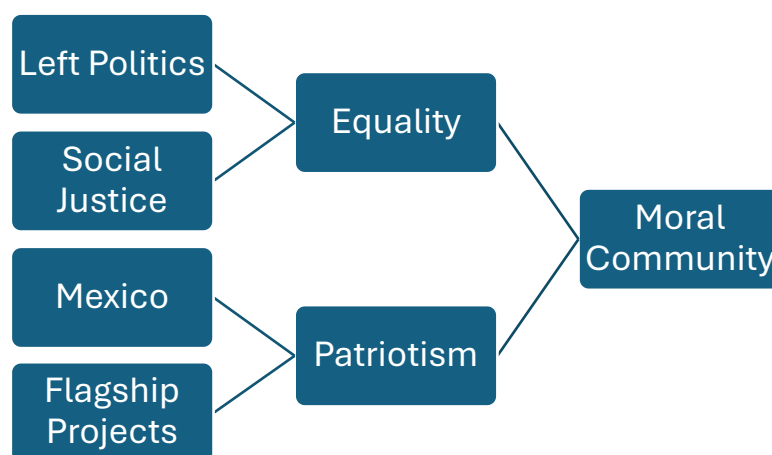 Left Politics
Social
Justice
Mexico
Flagship
Projects
Equality
Patriotism
Moral
Community